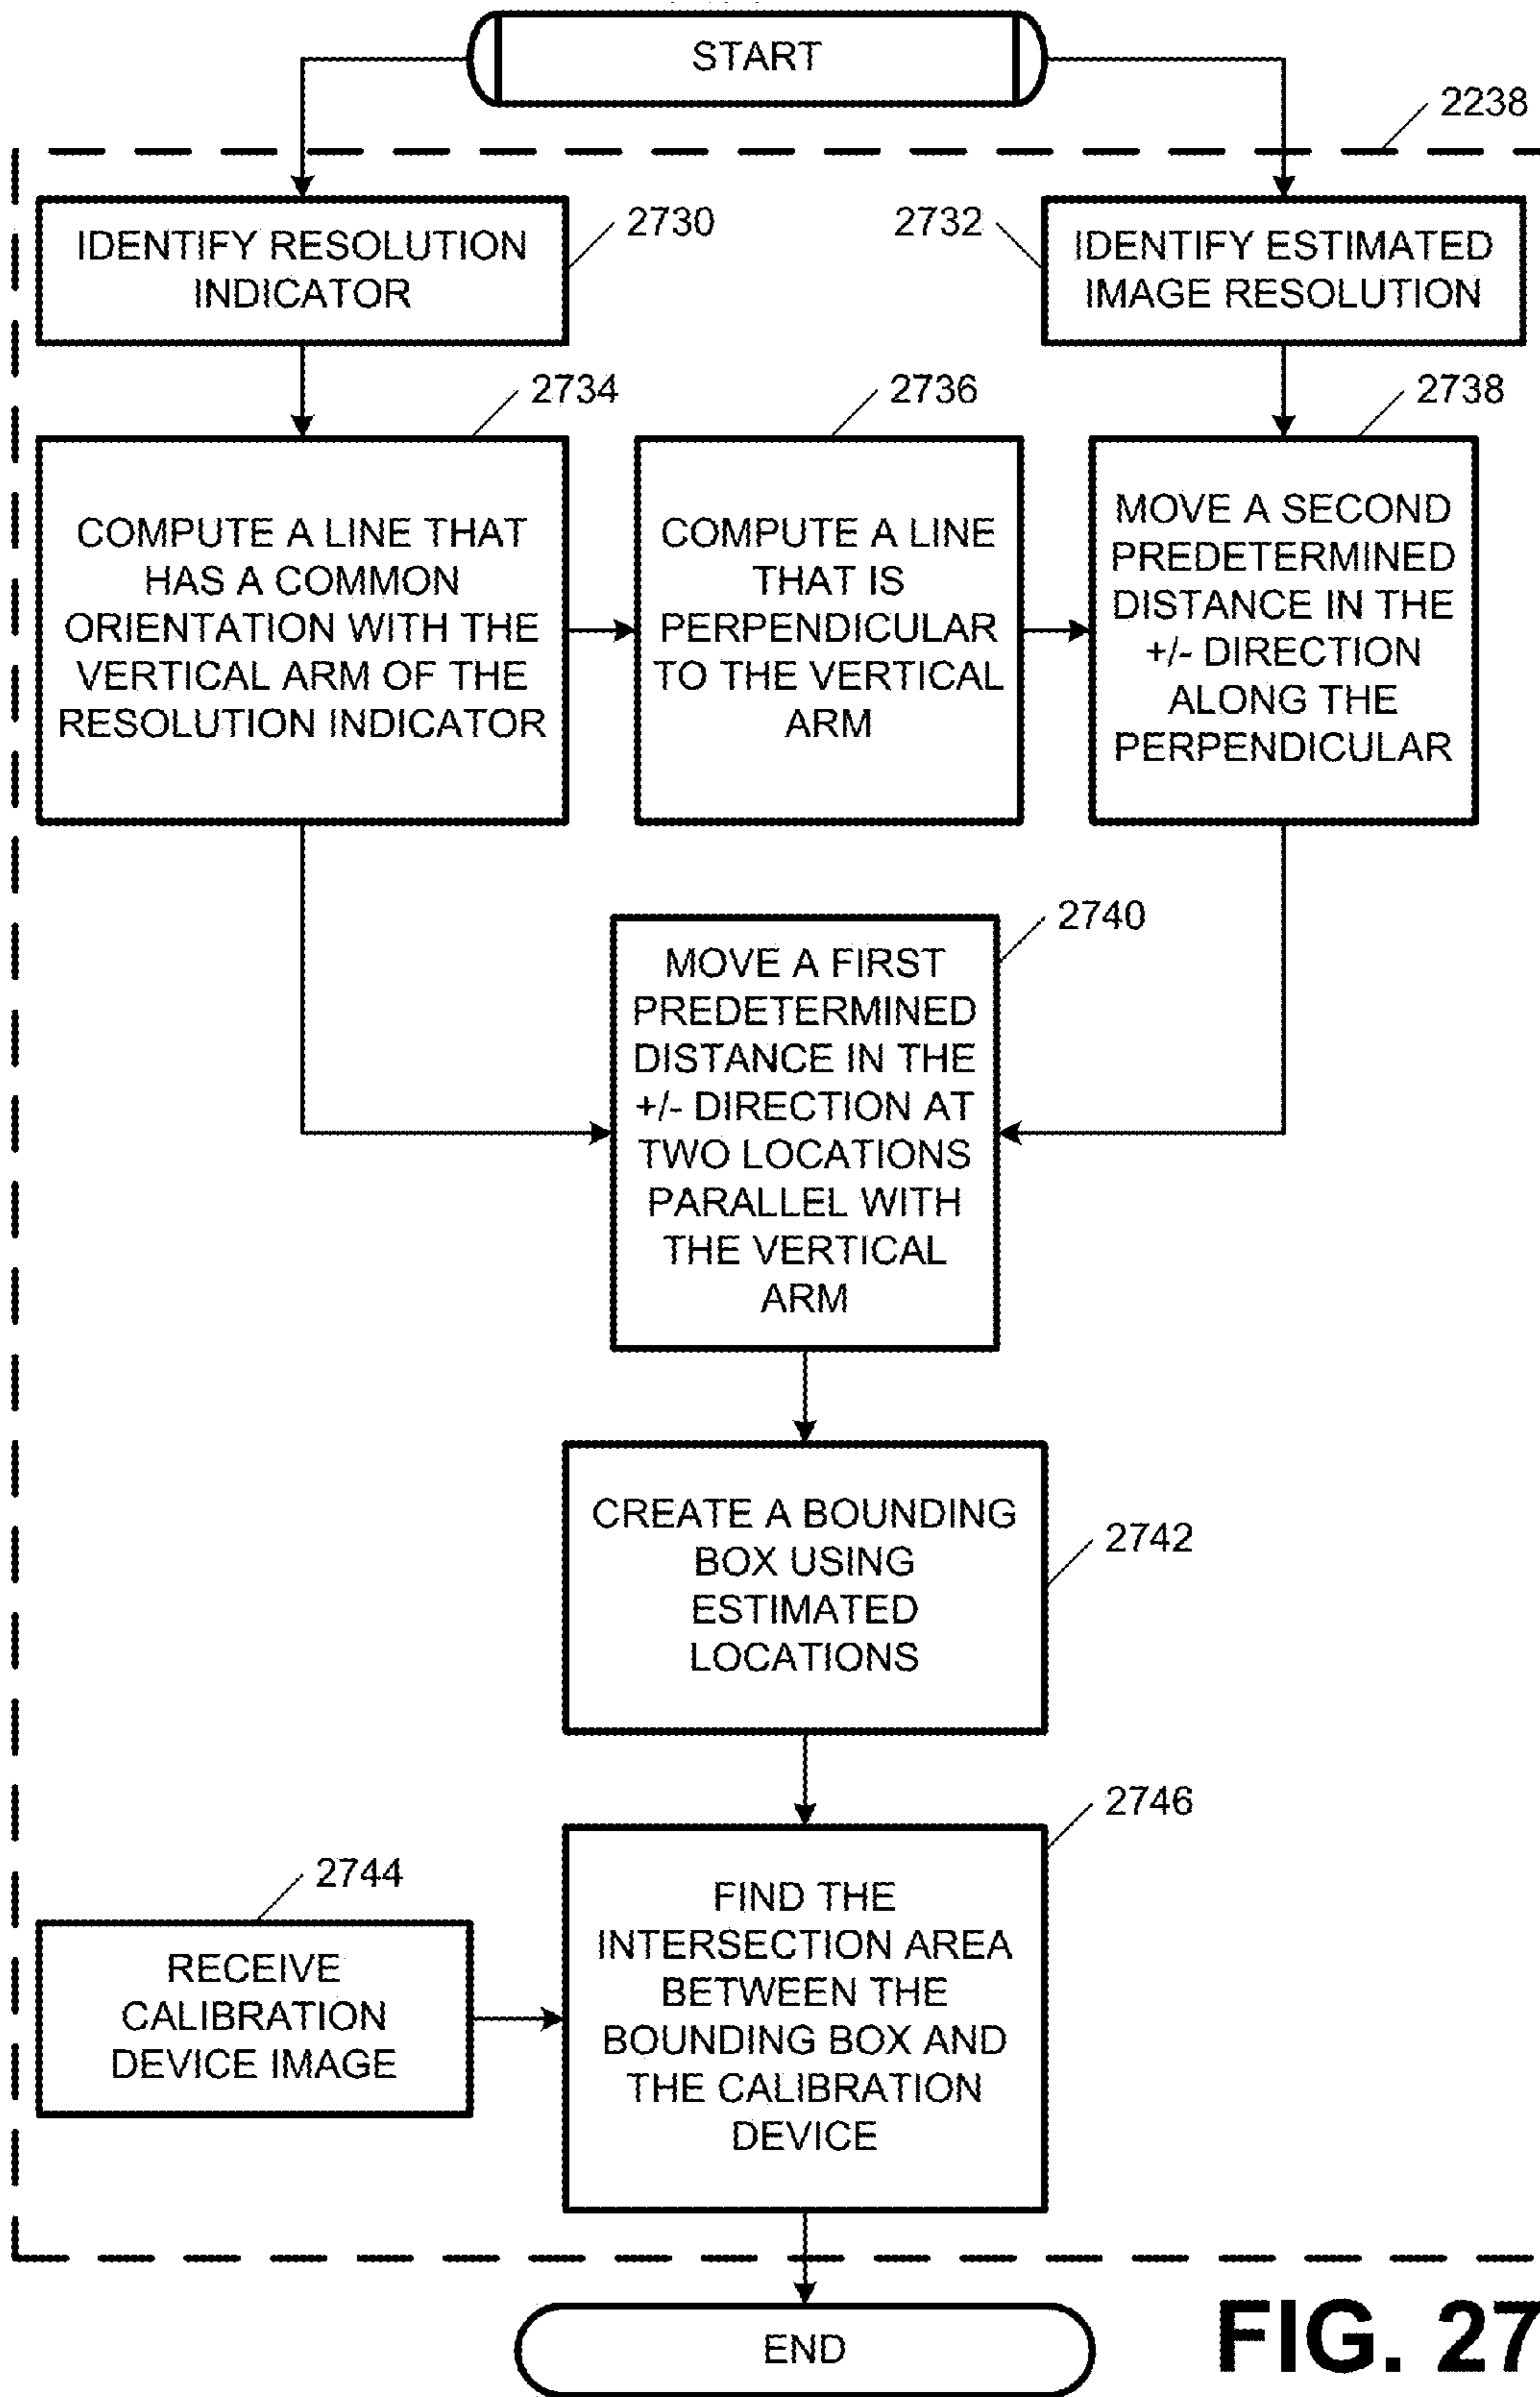 START
2238
IDENTIFY RESOLUTION
INDICATOR
2730
2732
IDENTIFY ESTIMATED
IMAGE RESOLUTION
2734
COMPUTE A LINE THAT
HAS A COMMON
ORIENTATION WITH THE
VERTICAL ARM OF THE
RESOLUTION INDICATOR
2736
COMPUTE A LINE
THAT IS
PERPENDICULAR
TO THE VERTICAL
ARM
2738
MOVE A SECOND
PREDETERMINED
DISTANCE IN THE
+/- DIRECTION
ALONG THE
PERPENDICULAR
2740
MOVE A FIRST
PREDETERMINED
DISTANCE IN THE
+/- DIRECTION AT
TWO LOCATIONS
PARALLEL WITH
THE VERTICAL
ARM
CREATE A BOUNDING
BOX USING
ESTIMATED
LOCATIONS
2742
2744
RECEIVE
CALIBRATION
DEVICE IMAGE
2746
FIND THE
INTERSECTION AREA
BETWEEN THE
BOUNDING BOX AND
THE CALIBRATION
DEVICE
END
FIG. 27